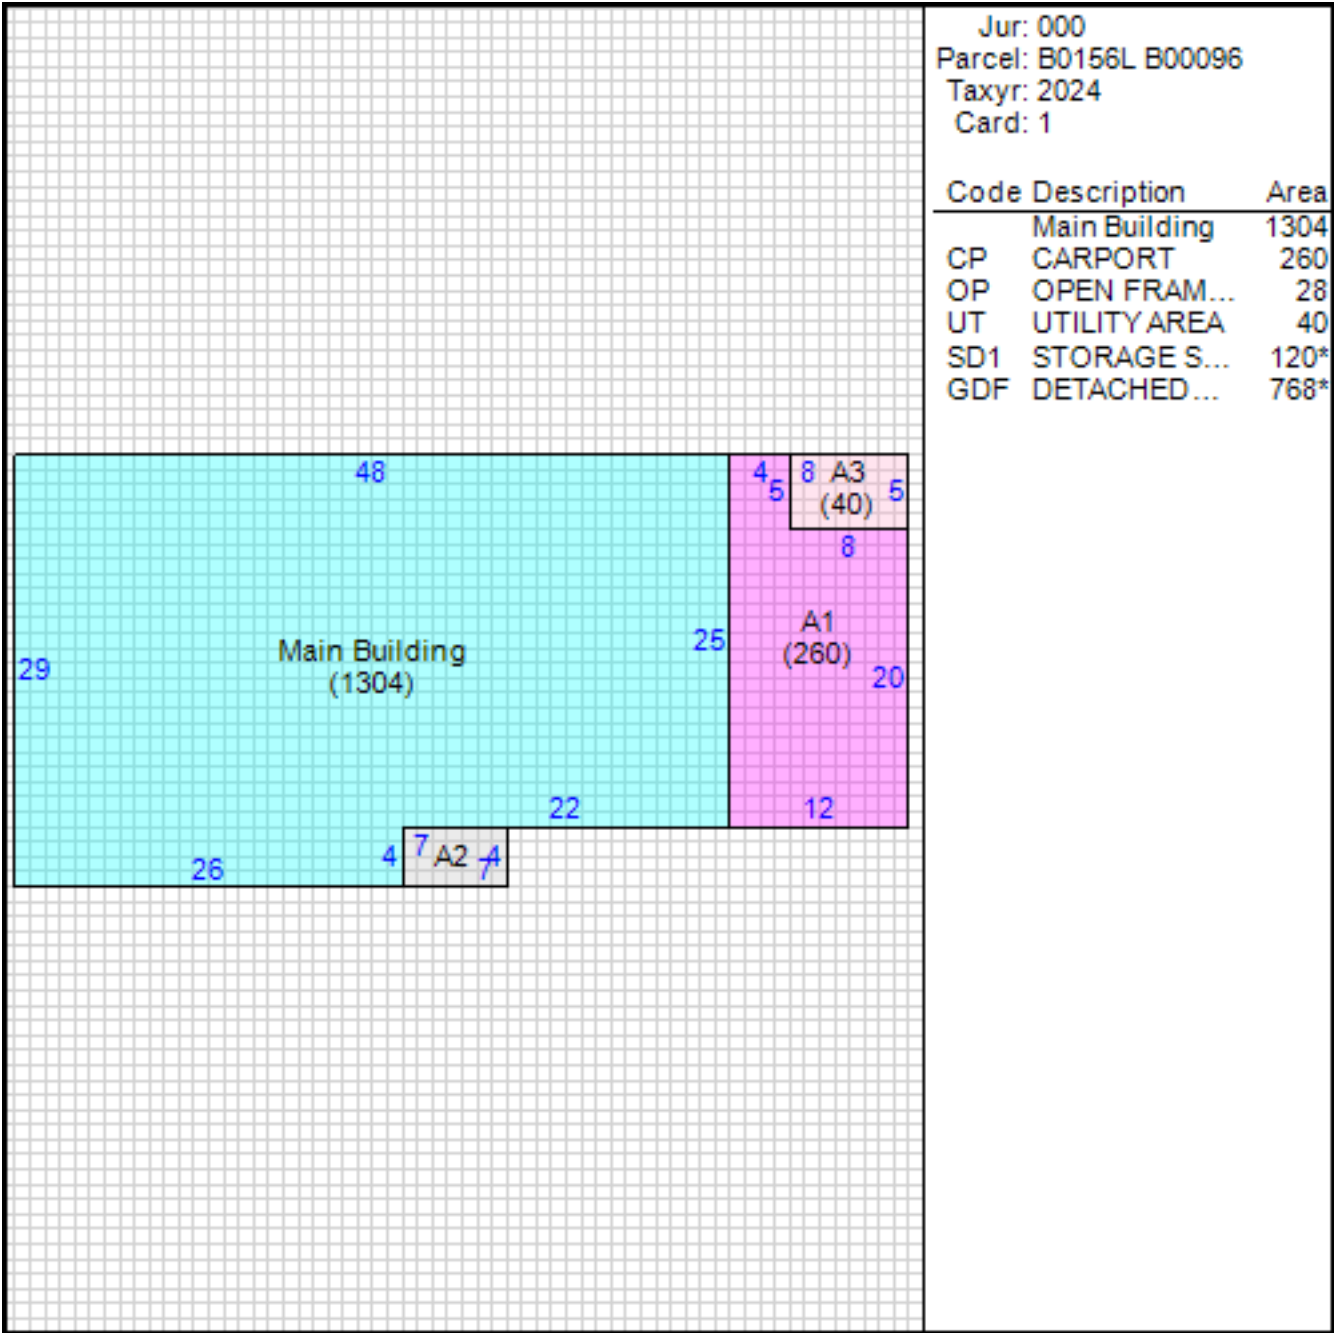 Jur: 000
Parcel: B0156L B00096
Taxyr: 2024
Card: 1
Code Description Area
Main Building 1304
CP CARPORT 260
OP OPEN FRAM... 28
UT UTILITY AREA 40
SD1 STORAGE S... 120*
GDF DETACHED... 768*
48
4
8 A3
5
5
(40)
8
A1
25
(260)
Main Building
29
20
(1304)
22
12
7
4
A2
4
7
26